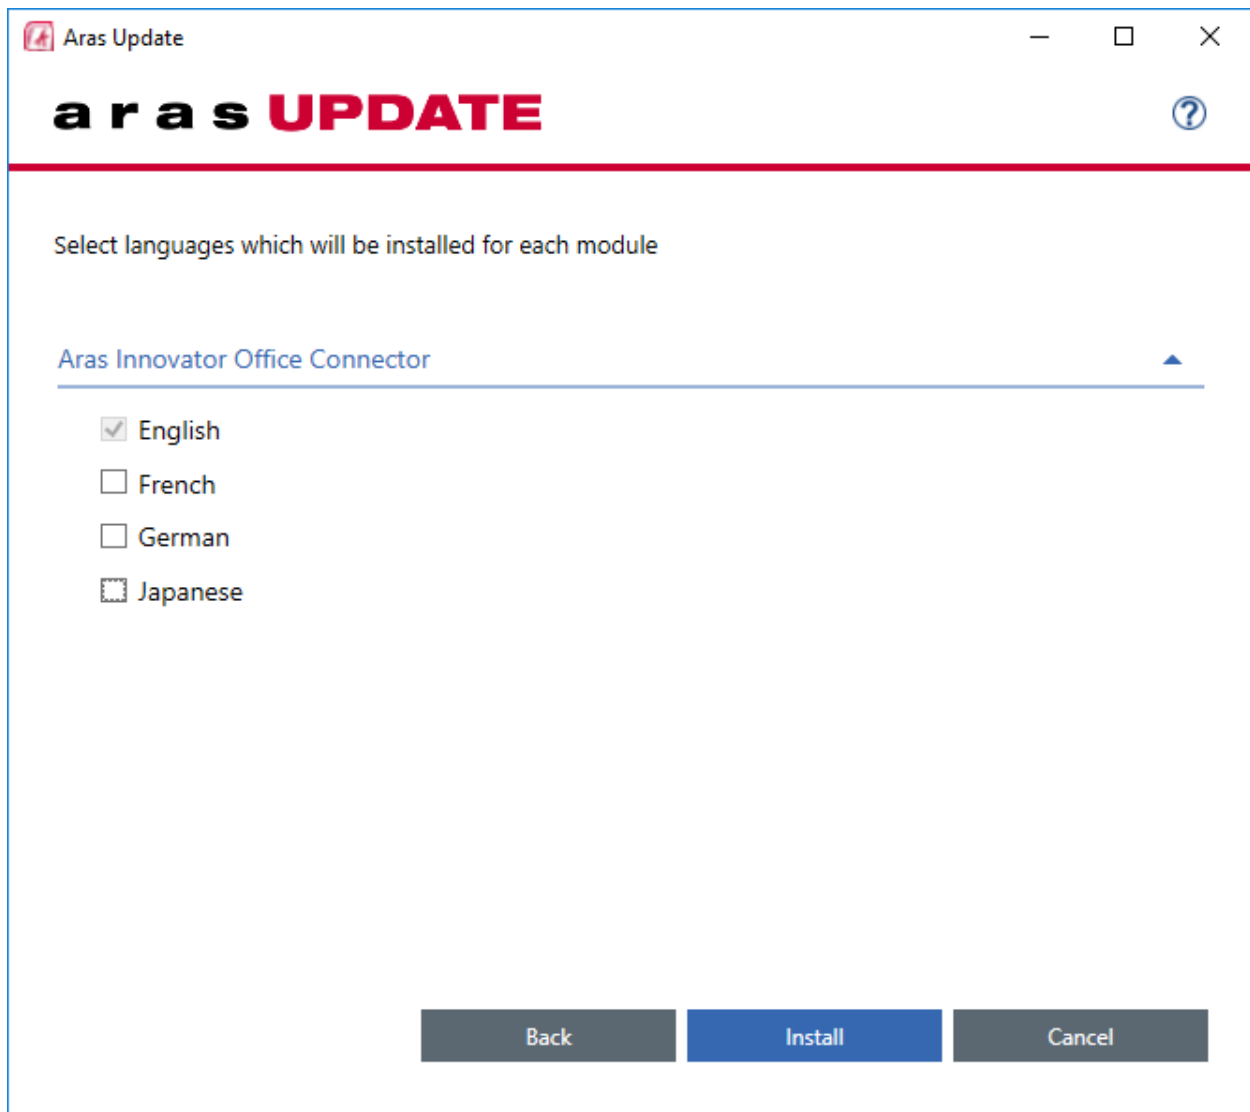 Aras Update
aras UPDATE
?
Select languages which will be installed for each module
Aras Innovator Office Connector
English
French
German
Japanese
Back Install Cancel